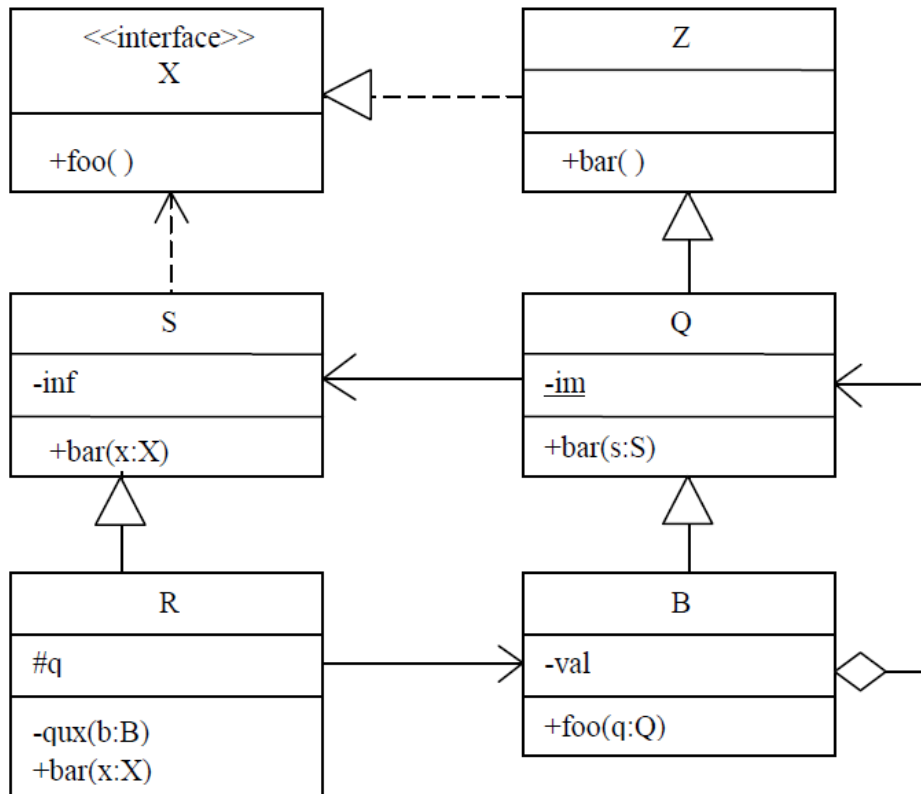 <<interface>>
X
+foo( )
Z
+bar( )
S
-inf
+bar(x:X)
Q
-im
+bar(s:S)
R
#q
-qux(b:B)
+bar(x:X)
B
-val
+foo(q:Q)